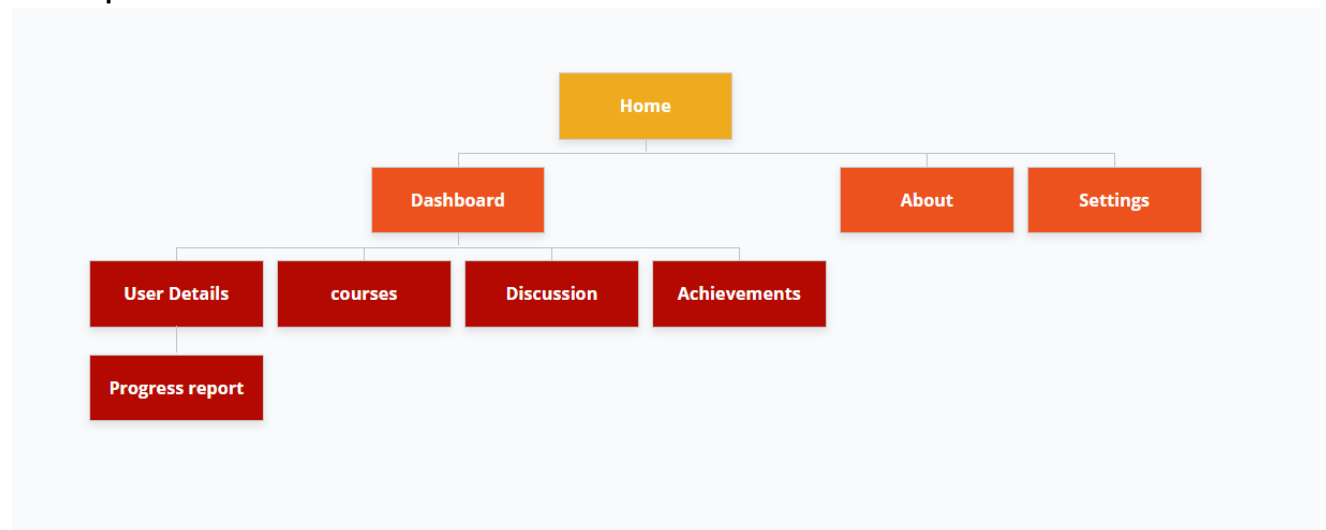 Home
Dashboard
About
Settings
User Details
courses
Discussion
Achievements
Progress report